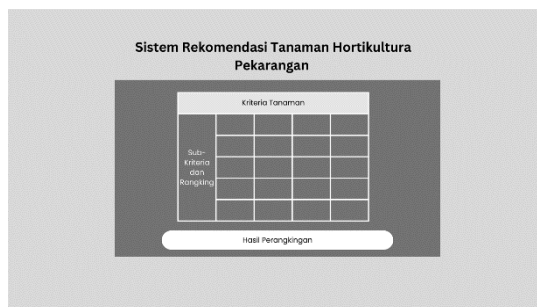 Sistem Rekomendasi Tanaman Hortikultura
Pekarangan
Kriteria Tanaman
Sub-
Kriteria
dan
Rangking
Hasil Perangkingan